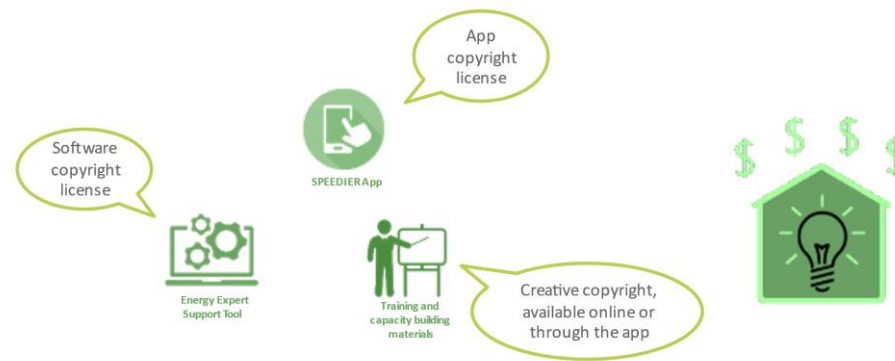 App
copyright
license
SPEEDIER App
Software
copyright
license
Energy Expert
Support Tool
Training and
capacity building
materials
Creative copyright,
available online or
through the app
$ $ $ $